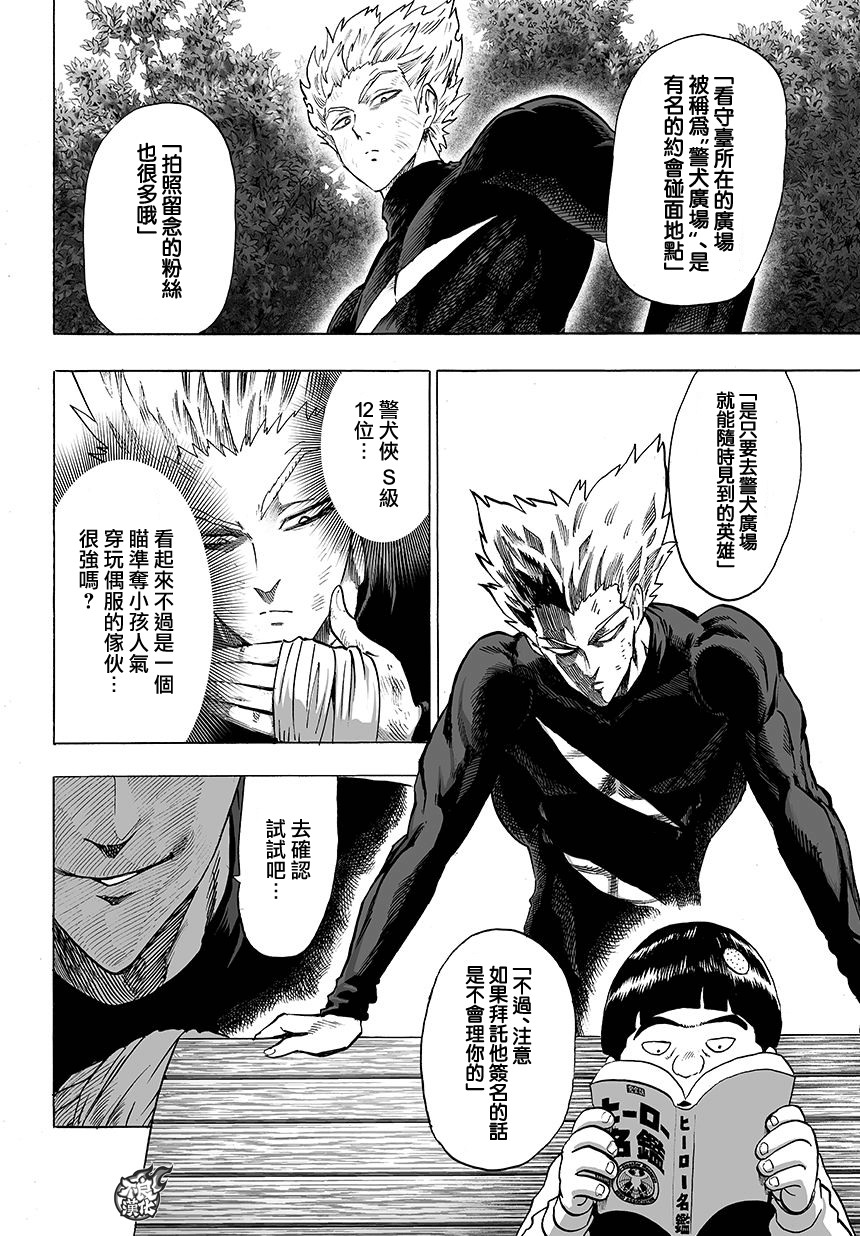 「看守臺所在的廣場
被稱爲〝警犬廣場〞、是
有名的約會碰面地點」
「拍照留念的粉絲
也很多哦」
「是只要去警犬廣場
就能隨時見到的英雄」
警犬俠 S級
12位…
看起來不過是一個
瞄準奪小孩人氣
穿玩偶服的傢伙…
很強嗎？
「不過、注意
如果拜託他簽名的話
是不會理你的」
去確認
試試吧…
ヒーロー
名鑑
ヒーロー名鑑
漢化